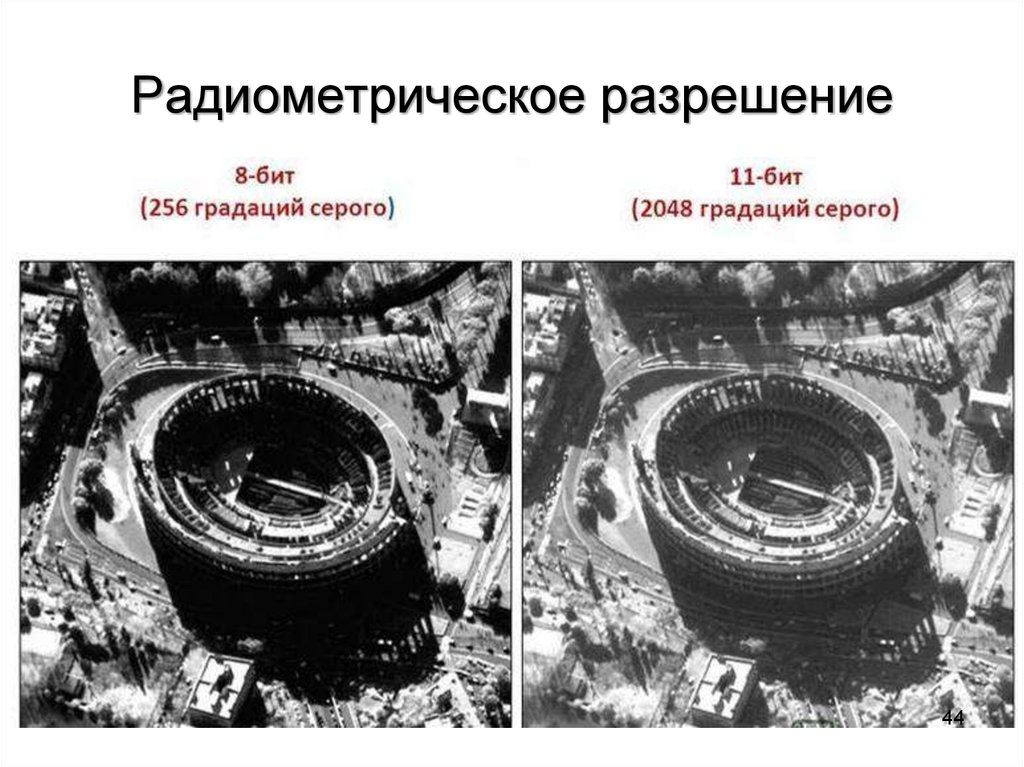 Радиометрическое разрешение
8-бит
(256 градаций серого)
11-бит
(2048 градаций серого)
44